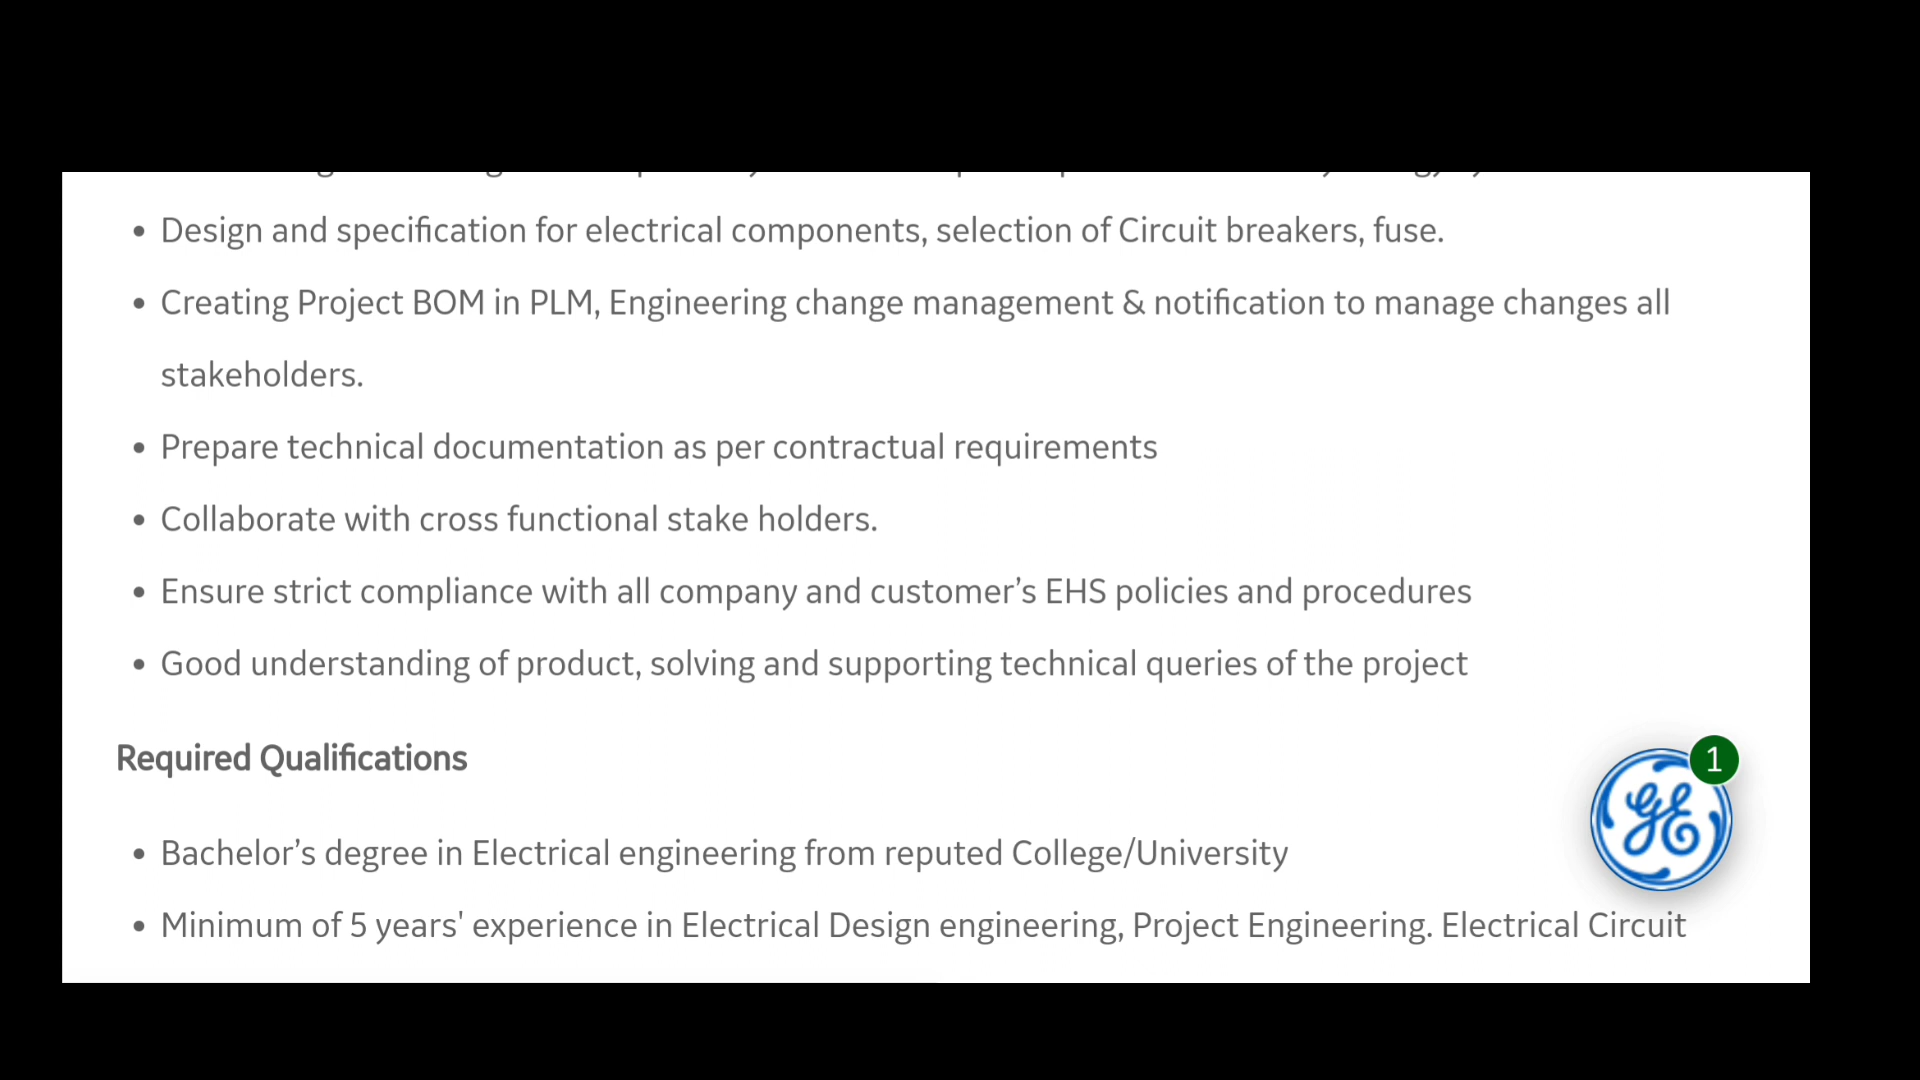 Design and specification for electrical components, selection of Circuit breakers, fuse.
Creating Project BOM in PLM, Engineering change management & notification to manage changes all
stakeholders.
Prepare technical documentation as per contractual requirements
Collaborate with cross functional stake holders.
Ensure strict compliance with all company and customer’s EHS policies and procedures
Good understanding of product, solving and supporting technical queries of the project
Required Qualifications
1
GE
Bachelor’s degree in Electrical engineering from reputed College/University
Minimum of 5 years' experience in Electrical Design engineering, Project Engineering. Electrical Circuit